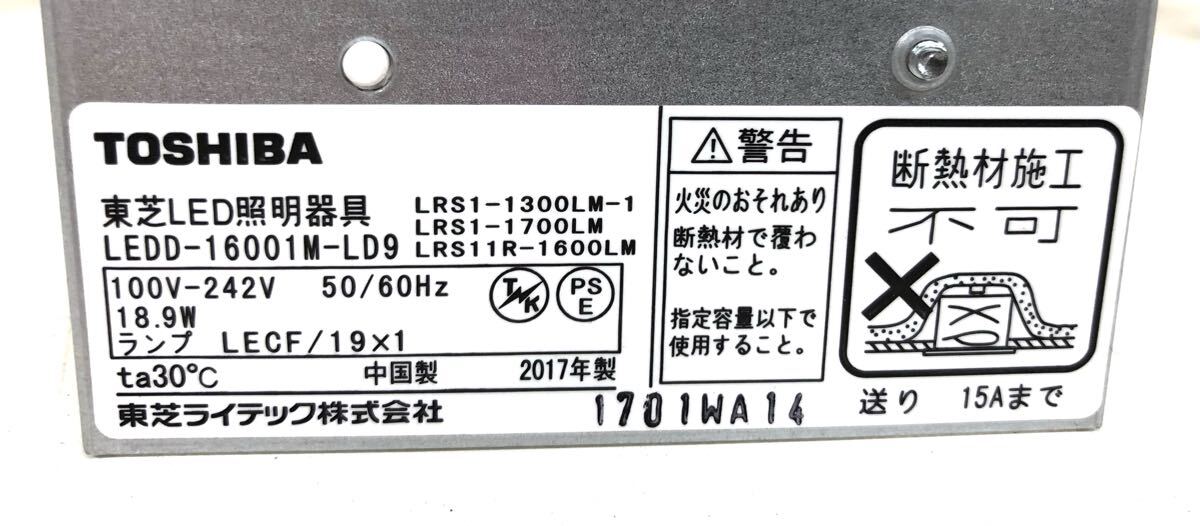 TOSHIBA
東芝LED照明器具
LEDD-16001M-LD9
LRS1-1300LM-1
LRS1-1700LM
LRS11R-1600LM
100V-242V 50/60Hz
18.9W
ランプ LECF/19×1
T K
PS
E
ta30℃ 中国製 2017年製
東芝ライテック株式会社 1701WA14
警告
火災のおそれあり
断熱材で覆わ
ないこと。
指定容量以下で
使用すること。
断熱材施工
不可
送り 15Aまで